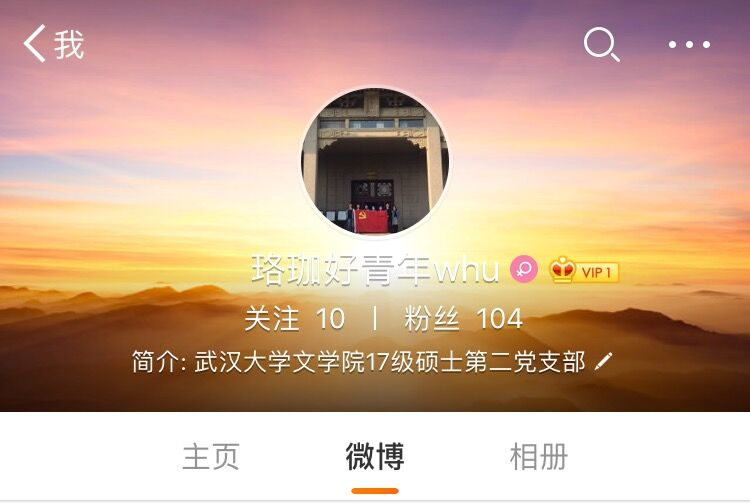 我
珞珈好青年whu VIP 1
关注 10 | 粉丝 104
简介: 武汉大学文学院17级硕士第二党支部
主页 微博 相册